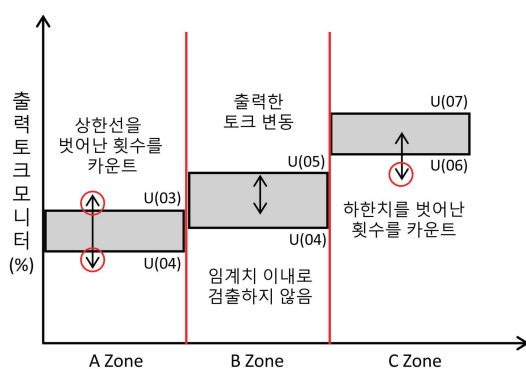 출력토크모니터
(%)
상한선을
벗어난 횟수를
카운트
U(03)
U(04)
A Zone
출력한
토크 변동
U(05)
U(04)
임계치 이내로
검출하지 않음
B Zone
U(07)
U(06)
하한치를 벗어난
횟수를 카운트
C Zone